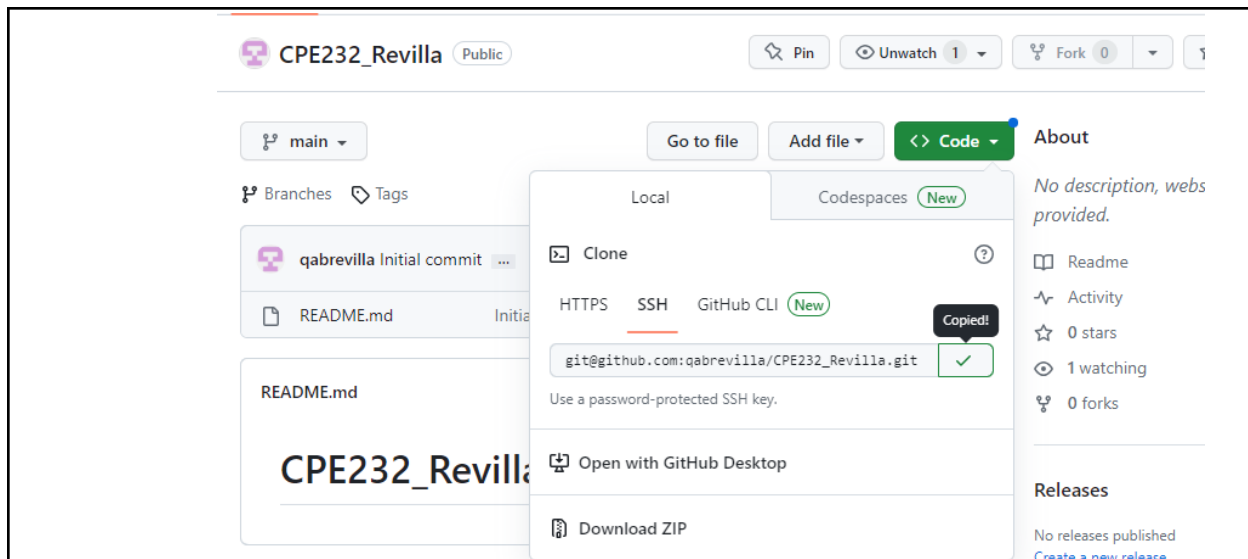 CPE232_Revilla Public
Pin
Unwatch 1
Fork 0
main
Go to file
Add file
<> Code
About
Branches Tags
Local
Codespaces New
No description, webs
provided.
qabrevilla Initial commit ...
Clone
Readme
README.md Initia
HTTPS SSH GitHub CLI New
Copied!
Activity
0 stars
git@github.com:qabrevilla/CPE232_Revilla.git
1 watching
README.md
Use a password-protected SSH key.
0 forks
CPE232_Revilla
Open with GitHub Desktop
Releases
Download ZIP
No releases published
Create a new release